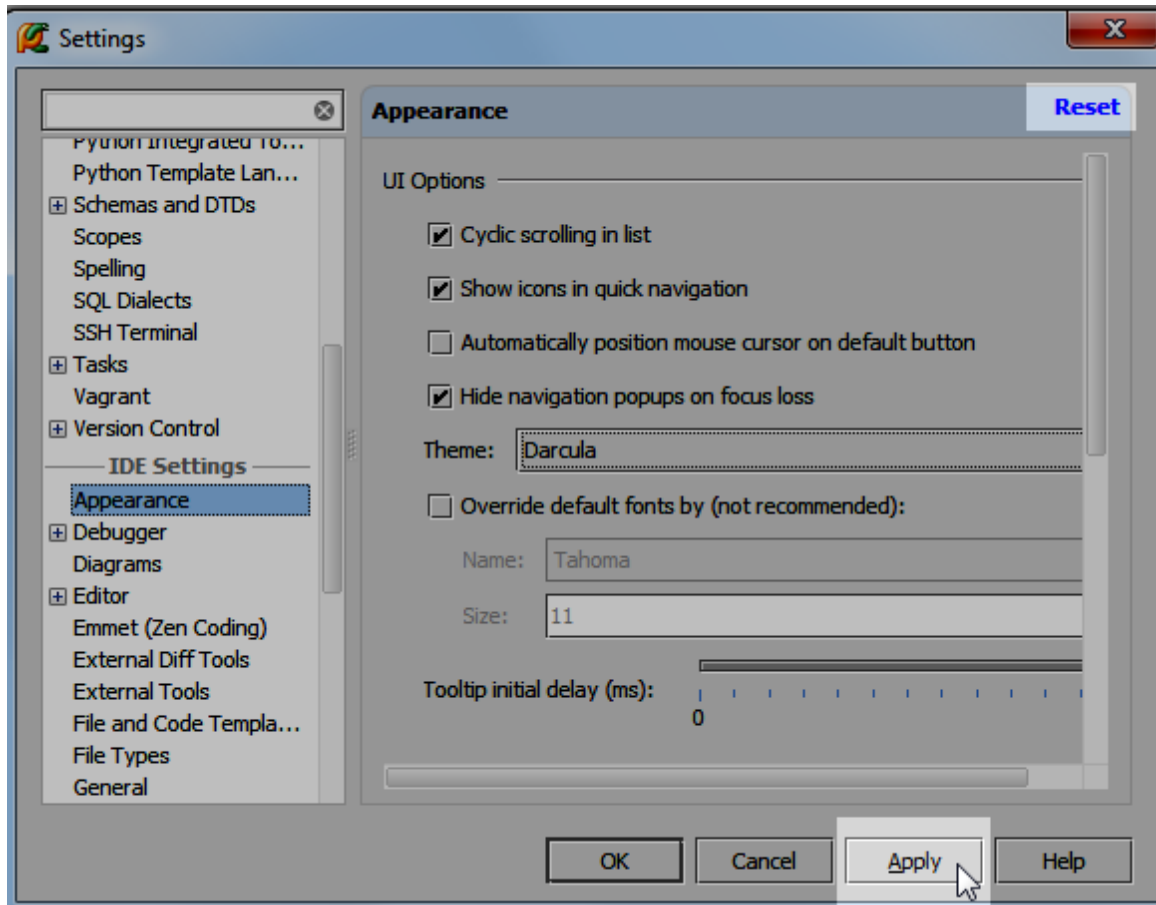 Settings
Appearance
Reset
Python Integrated To...
Python Template Lan...
Schemas and DTDs
Scopes
Spelling
SQL Dialects
SSH Terminal
Tasks
Vagrant
Version Control
IDE Settings
Appearance
Debugger
Diagrams
Editor
Emmet (Zen Coding)
External Diff Tools
External Tools
File and Code Templa...
File Types
General
UI Options
Cyclic scrolling in list
Show icons in quick navigation
Automatically position mouse cursor on default button
Hide navigation popups on focus loss
Theme: Darcula
Override default fonts by (not recommended):
Name: Tahoma
Size: 11
Tooltip initial delay (ms):
0
OK Cancel Apply Help